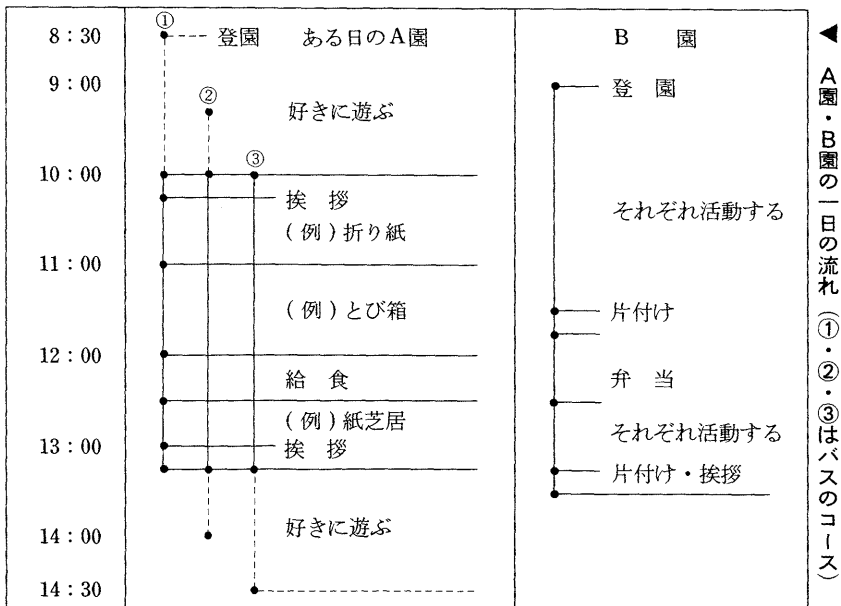 ◀ A園・B園の一日の流れ（①・②・③はバスのコース）
8：30 ① 登園 ある日のA園 B 園
9：00 登 園
② 好きに遊ぶ
10：00 ③
挨 拶
それぞれ活動する
（例）折り紙
11：00
（例）とび箱 片付け
12：00
給 食 弁 当
（例）紙芝居 それぞれ活動する
13：00 挨 拶
片付け・挨拶
14：00 好きに遊ぶ
14：30